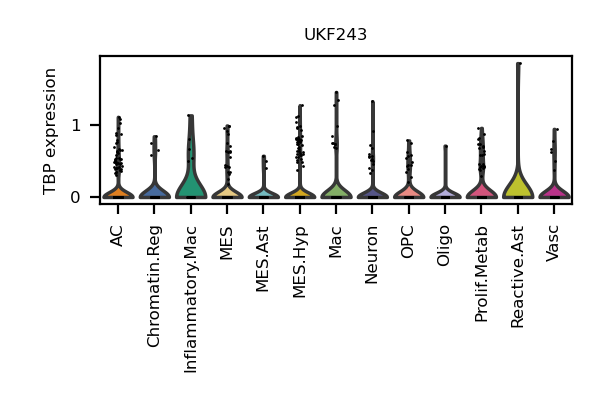 UKF243
TBP expression
1
0
AC
Chromatin.Reg
Inflammatory.Mac
MES
MES.Ast
MES.Hyp
Mac
Neuron
OPC
Oligo
Prolif.Metab
Reactive.Ast
Vasc